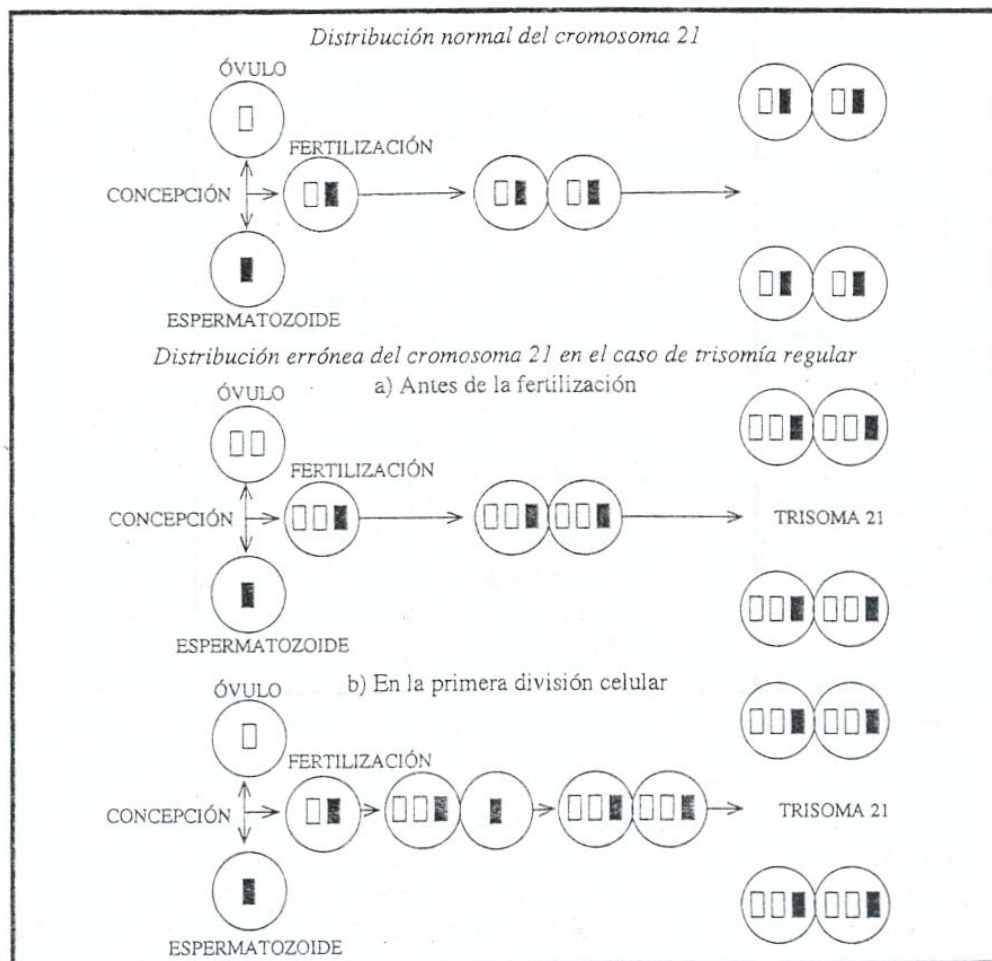 Distribución normal del cromosoma 21
ÓVULO
FERTILIZACIÓN
CONCEPCIÓN
ESPERMATOZOIDE
Distribución errónea del cromosoma 21 en el caso de trisomía regular
a) Antes de la fertilización
ÓVULO
FERTILIZACIÓN
CONCEPCIÓN
TRISOMA 21
ESPERMATOZOIDE
b) En la primera división celular
ÓVULO
FERTILIZACIÓN
CONCEPCIÓN
TRISOMA 21
ESPERMATOZOIDE